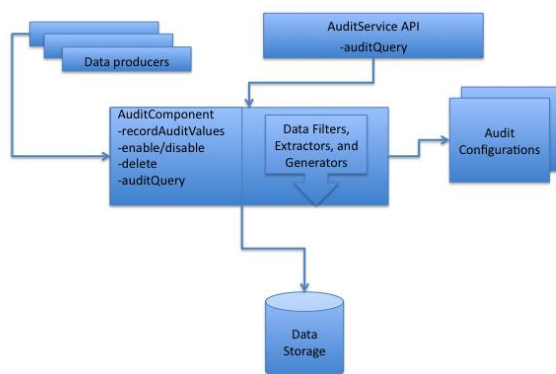 Data producers
AuditService API
-auditQuery
AuditComponent
-recordAuditValues
-enable/disable
-delete
-auditQuery
Data Filters,
Extractors, and
Generators
Audit
Configurations
Data
Storage